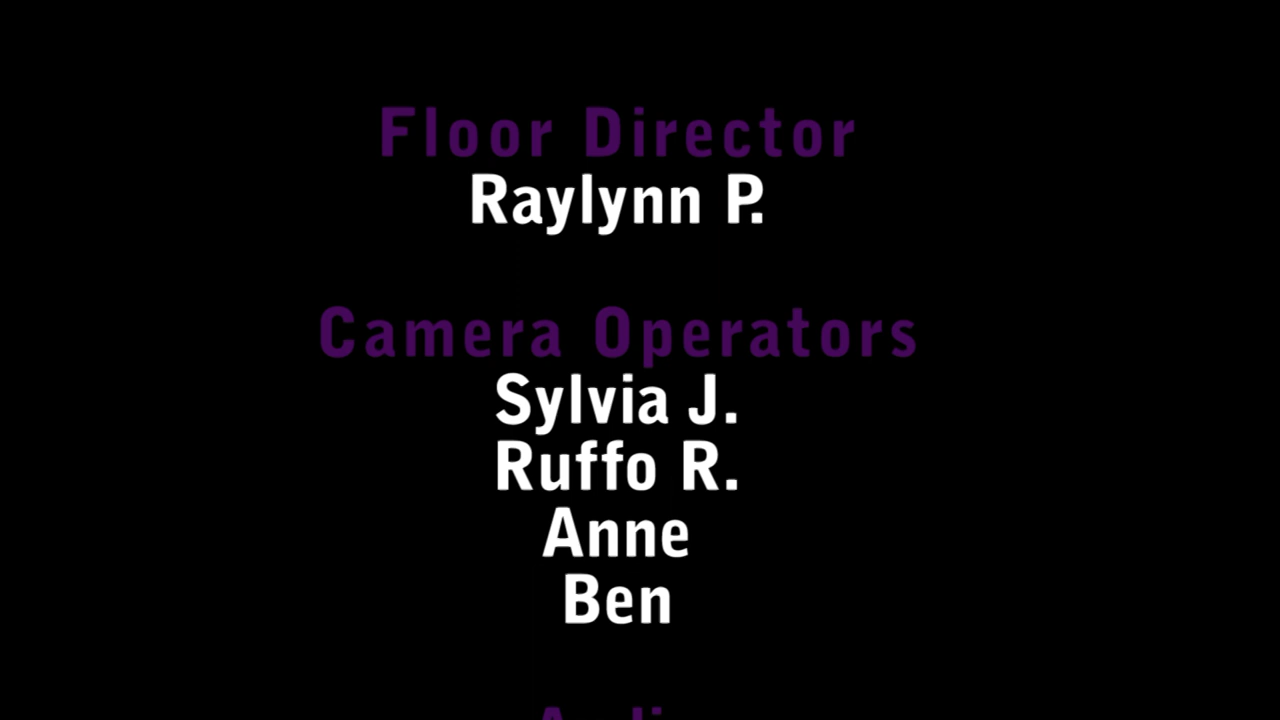 Floor Director
Raylynn P.
Camera Operators
Sylvia J.
Ruffo R.
Anne
Ben